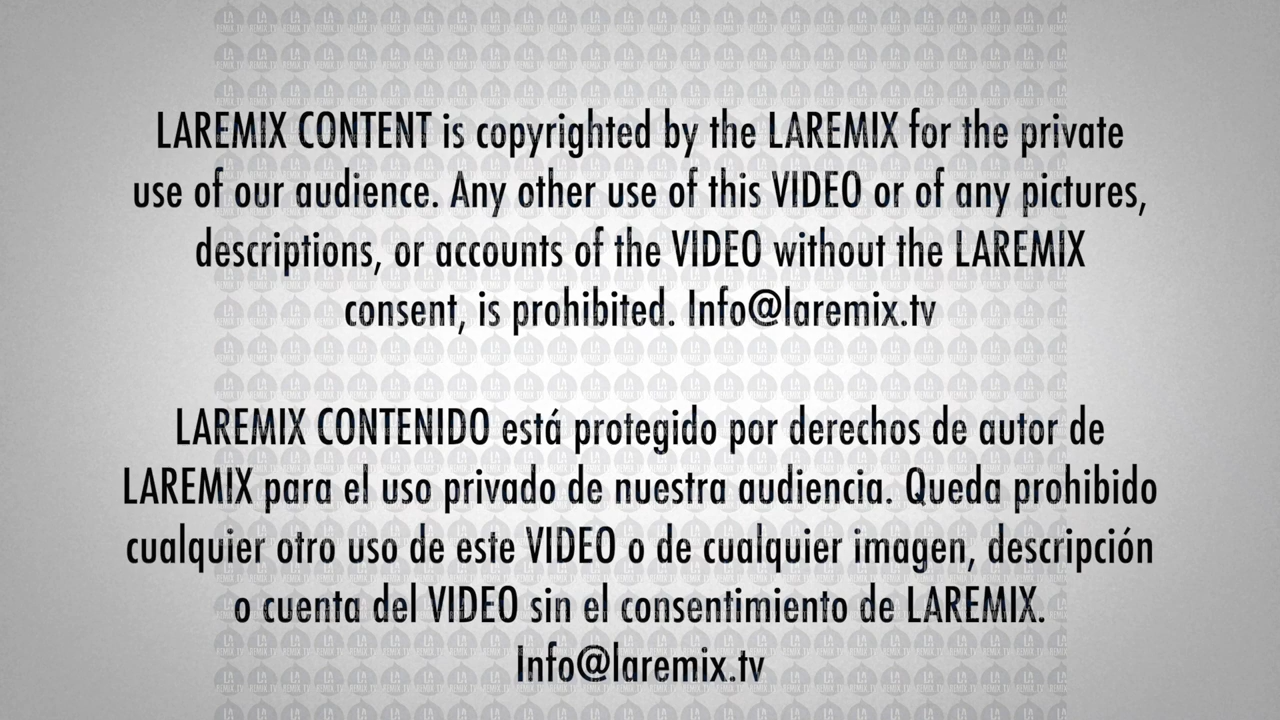 LAREMIX CONTENT is copyrighted by the LAREMIX for the private
use of our audience. Any other use of this VIDEO or of any pictures,
descriptions, or accounts of the VIDEO without the LAREMIX
consent, is prohibited. Info@laremix.tv
LAREMIX CONTENIDO está protegido por derechos de autor de
LAREMIX para el uso privado de nuestra audiencia. Queda prohibido
cualquier otro uso de este VIDEO o de cualquier imagen, descripción
o cuenta del VIDEO sin el consentimiento de LAREMIX.
Info@laremix.tv